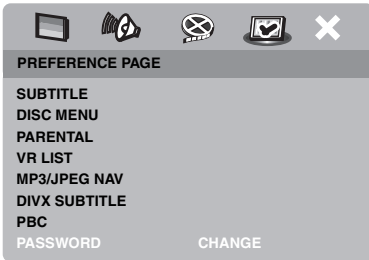 PREFERENCE PAGE
SUBTITLE
DISC MENU
PARENTAL
VR LIST
MP3/JPEG NAV
DIVX SUBTITLE
PBC
PASSWORD CHANGE